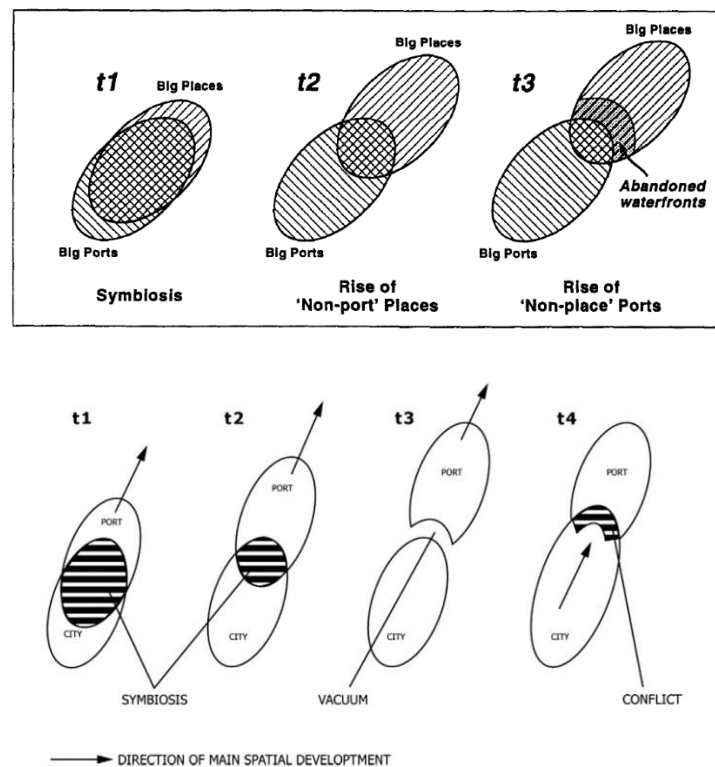 Big Places
t1
Big Ports
Symbiosis
Big Places
t2
Big Ports
Rise of
'Non-port' Places
Big Places
t3
Abandoned
waterfronts
Big Ports
Rise of
'Non-place' Ports
t1
PORT
CITY
t2
PORT
CITY
SYMBIOSIS
t3
PORT
CITY
VACUUM
t4
PORT
CITY
CONFLICT
DIRECTION OF MAIN SPATIAL DEVELOPTMENT